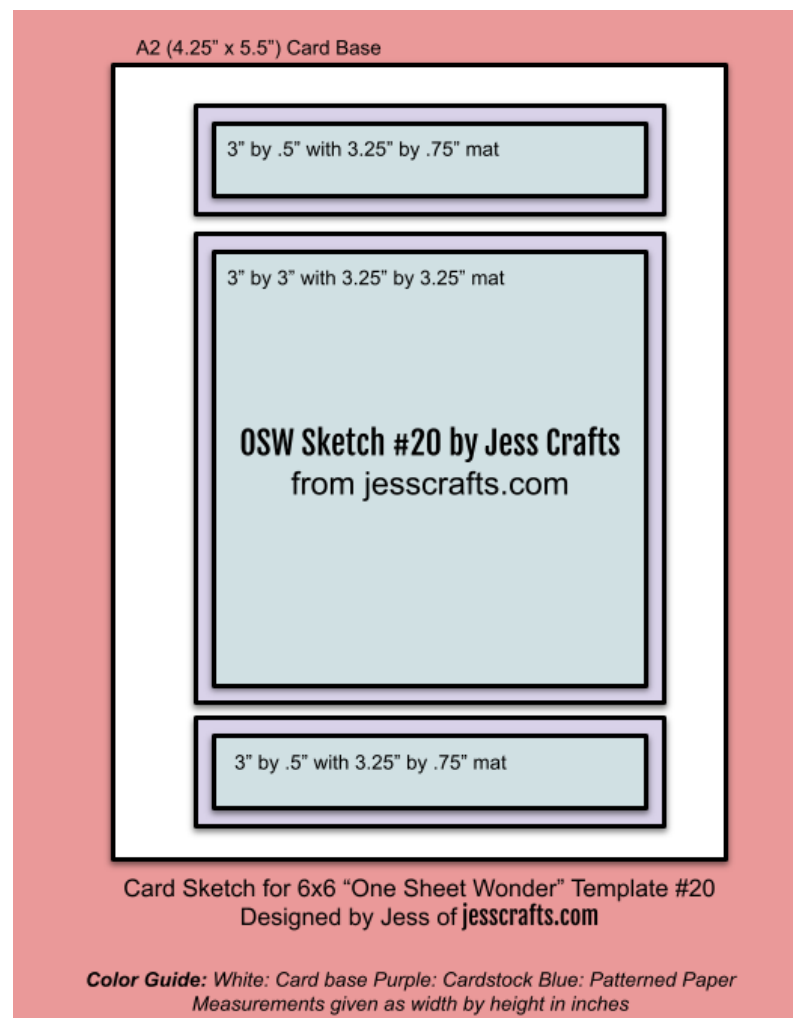 A2 (4.25” x 5.5”) Card Base
3” by .5” with 3.25” by .75” mat
3” by 3” with 3.25” by 3.25” mat
OSW Sketch #20 by Jess Crafts
from jesscrafts.com
3” by .5” with 3.25” by .75” mat
Card Sketch for 6x6 “One Sheet Wonder” Template #20
Designed by Jess of jesscrafts.com
Color Guide: White: Card base Purple: Cardstock Blue: Patterned Paper
Measurements given as width by height in inches